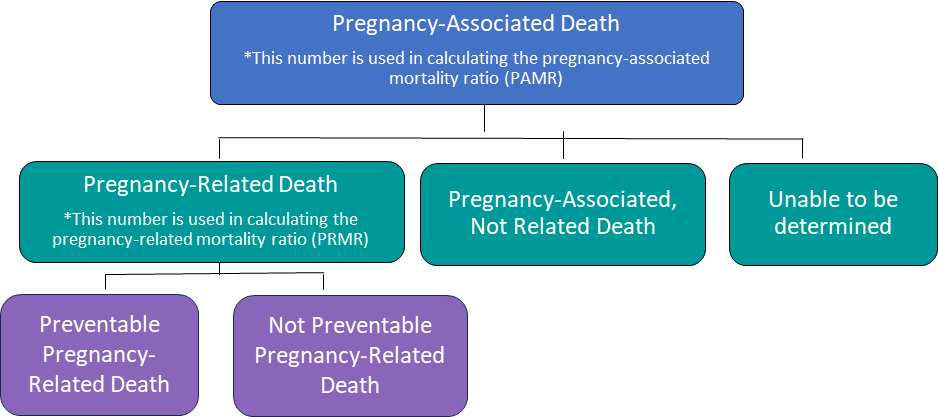 Pregnancy-Associated Death
*This number is used in calculating the pregnancy-associated
mortality ratio (PAMR)
Pregnancy-Related Death
*This number is used in calculating the
pregnancy-related mortality ratio (PRMR)
Pregnancy-Associated,
Not Related Death
Unable to be
determined
Preventable
Pregnancy-
Related Death
Not Preventable
Pregnancy-Related
Death